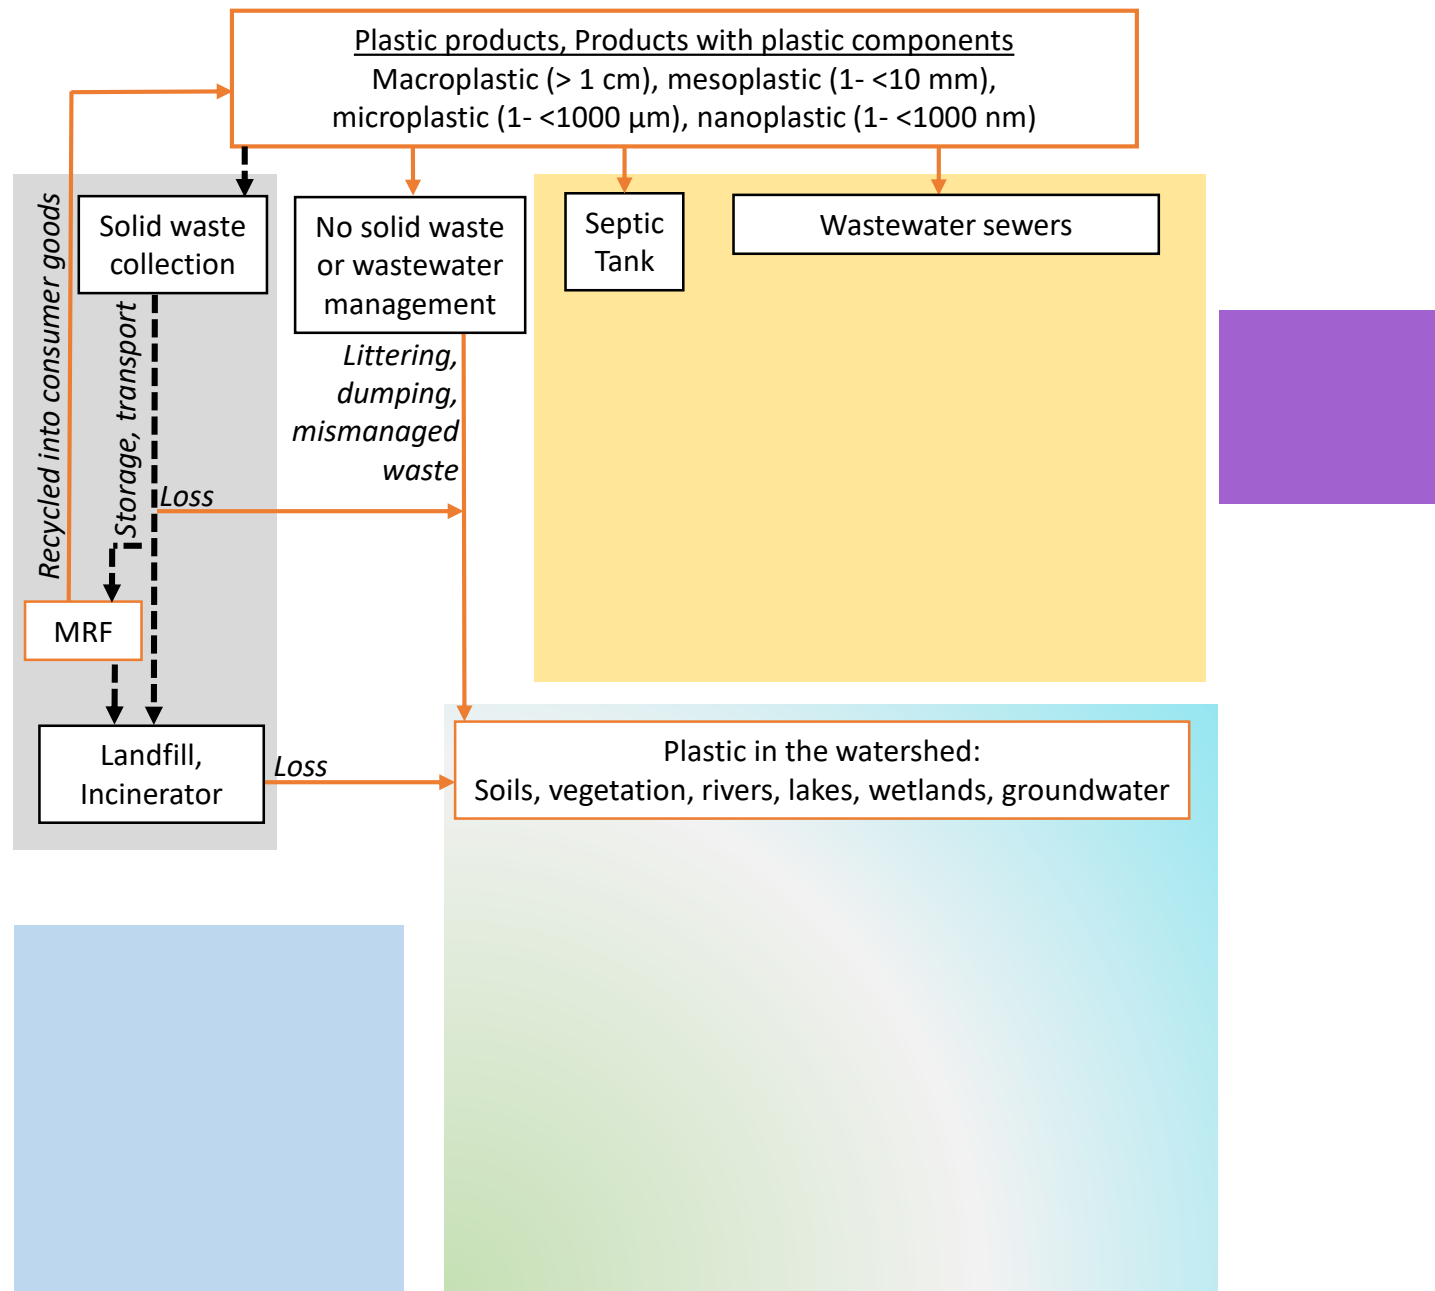 Plastic products, Products with plastic components
Macroplastic (> 1 cm), mesoplastic (1- <10 mm),
microplastic (1- <1000 µm), nanoplastic (1- <1000 nm)
Solid waste
collection
No solid waste
or wastewater
management
Septic
Tank
Wastewater sewers
Recycled into consumer goods
Storage, transport
Littering,
dumping,
mismanaged
waste
Loss
MRF
Landfill,
Incinerator
Loss
Plastic in the watershed:
Soils, vegetation, rivers, lakes, wetlands, groundwater